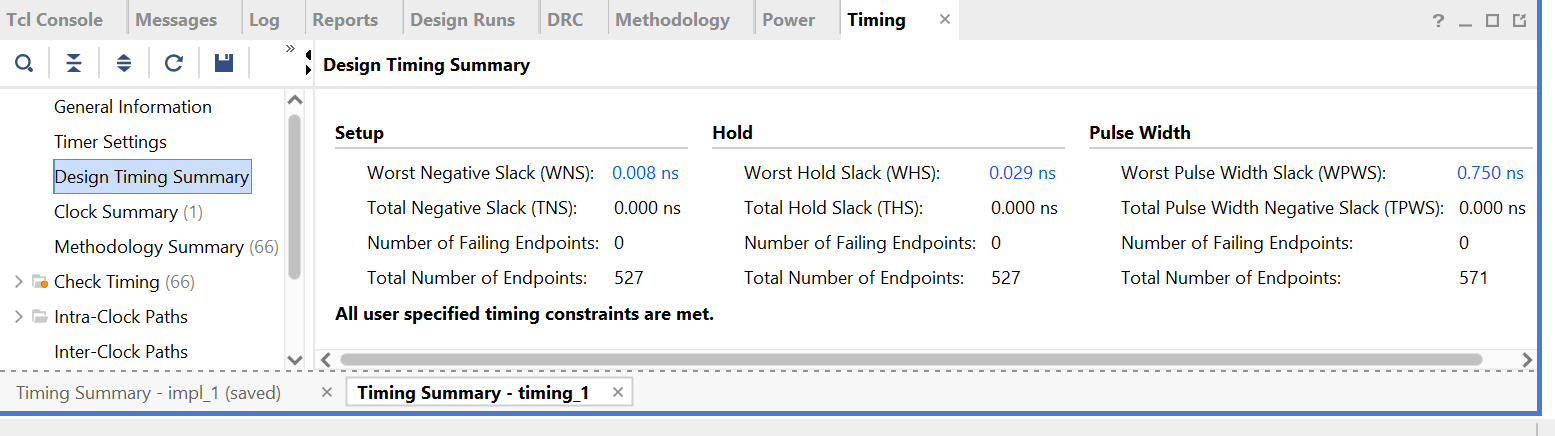 Tcl Console Messages Log Reports Design Runs DRC Methodology Power Timing × ? _
»
Design Timing Summary
General Information
Timer Settings
Design Timing Summary
Clock Summary (1)
Methodology Summary (66)
Check Timing (66)
Intra-Clock Paths
Inter-Clock Paths
Setup Hold Pulse Width
Worst Negative Slack (WNS): 0.008 ns Worst Hold Slack (WHS): 0.029 ns Worst Pulse Width Slack (WPWS): 0.750 ns
Total Negative Slack (TNS): 0.000 ns Total Hold Slack (THS): 0.000 ns Total Pulse Width Negative Slack (TPWS): 0.000 ns
Number of Failing Endpoints: 0 Number of Failing Endpoints: 0 Number of Failing Endpoints: 0
Total Number of Endpoints: 527 Total Number of Endpoints: 527 Total Number of Endpoints: 571
All user specified timing constraints are met.
Timing Summary - impl_1 (saved) × Timing Summary - timing_1 ×